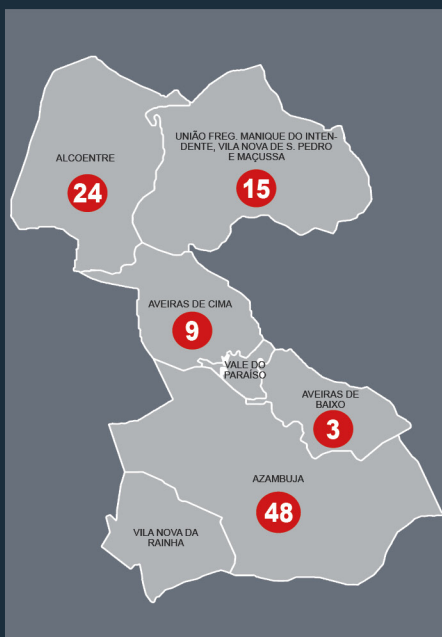 UNIÃO FREG. MANIQUE DO INTEN-
DENTE, VILA NOVA DE S. PEDRO
E MAÇUSSA
ALCOENTRE
24
15
AVEIRAS DE CIMA
9
VALE DO
PARAÍSO
AVEIRAS DE
BAIXO
3
AZAMBUJA
48
VILA NOVA DA
RAINHA